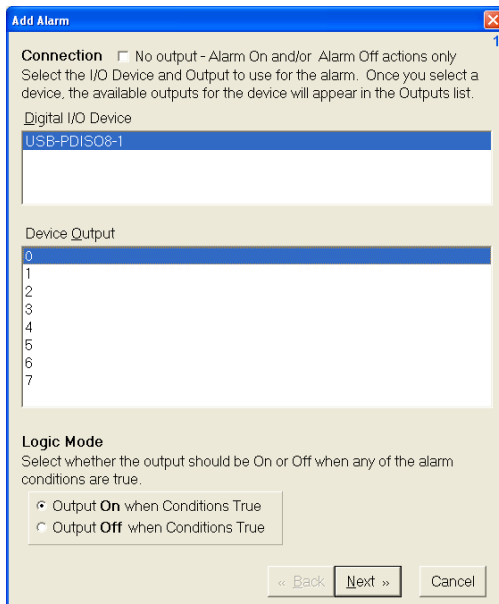 Add Alarm
1
Connection No output - Alarm On and/or Alarm Off actions only
Select the I/O Device and Output to use for the alarm. Once you select a
device, the available outputs for the device will appear in the Outputs list.
Digital I/O Device
USB-PDISO8-1
Device Output
0
1
2
3
4
5
6
7
Logic Mode
Select whether the output should be On or Off when any of the alarm
conditions are true.
Output On when Conditions True
Output Off when Conditions True
« Back Next » Cancel